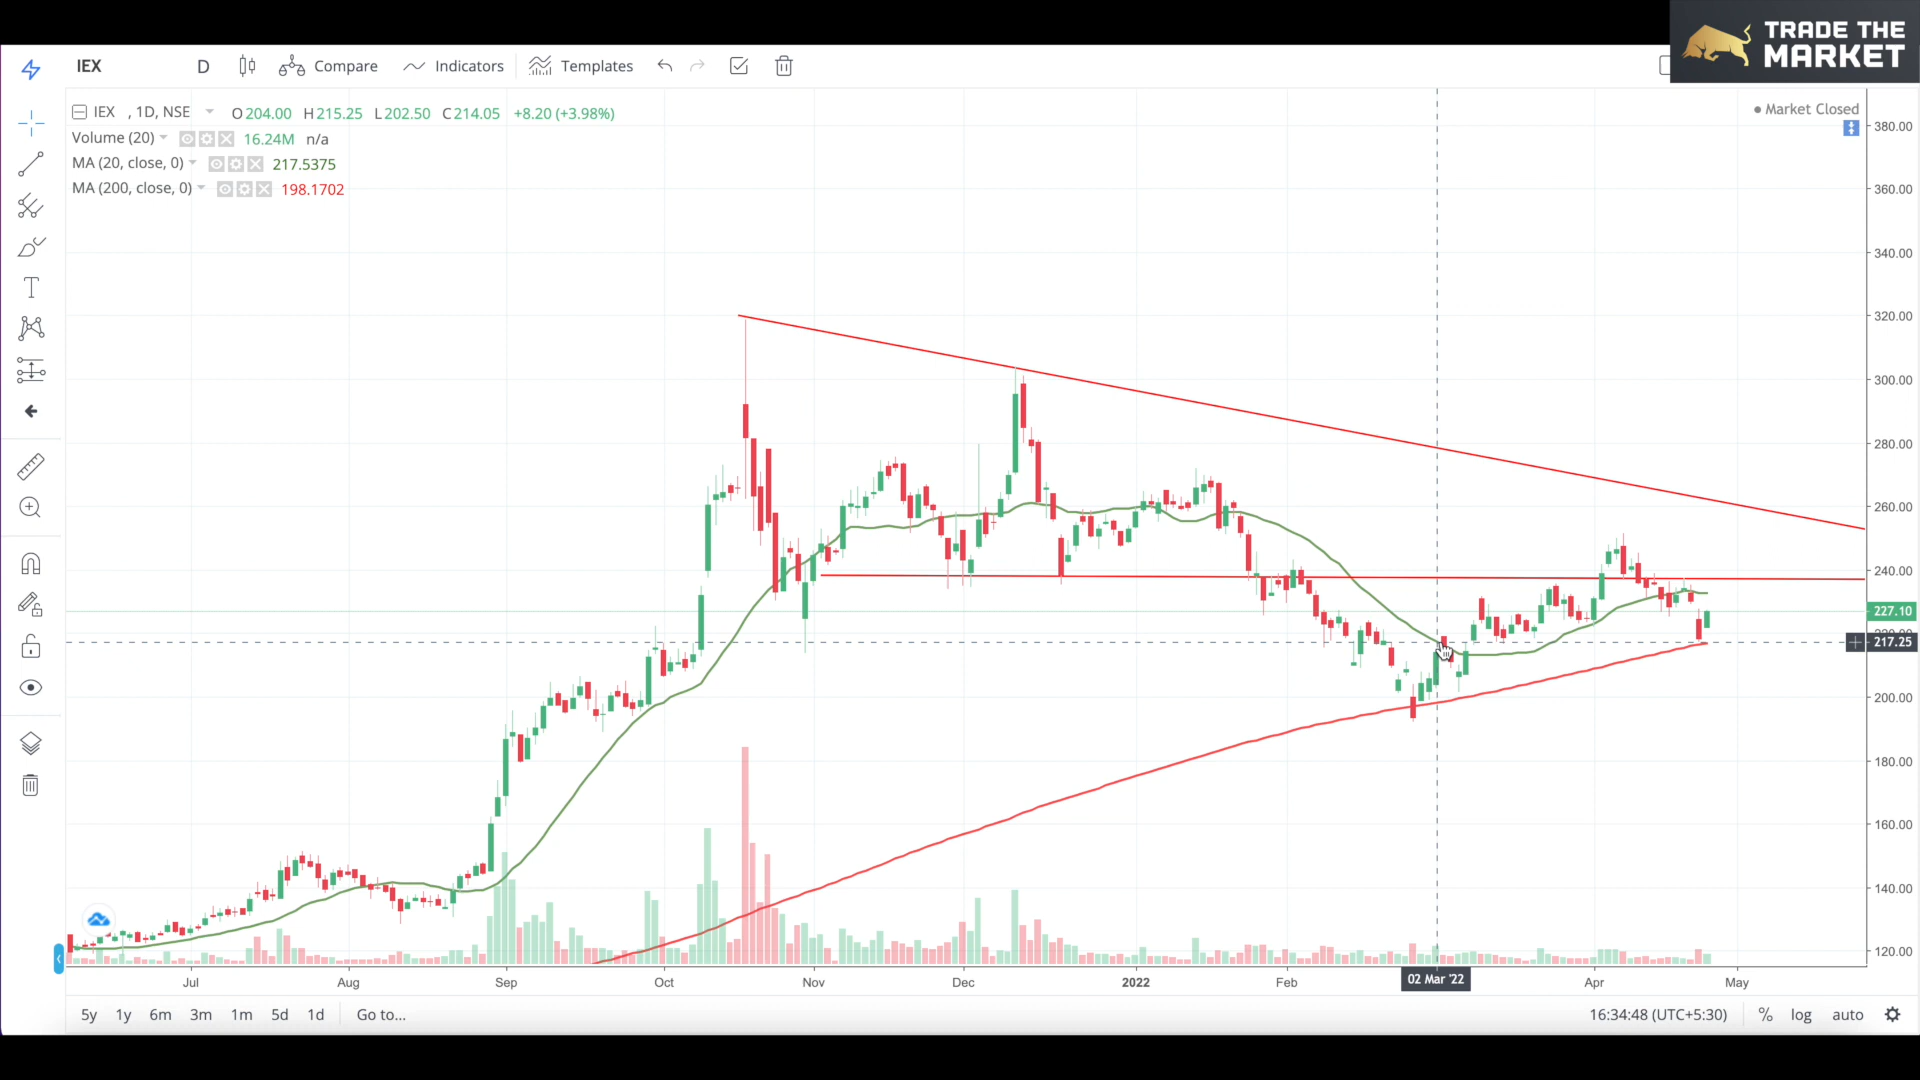 TRADE THE
MARKET
IEX D Compare Indicators Templates
IEX , 1D, NSE O204.00 H215.25 L202.50 C214.05 +8.20 (+3.98%)
Market Closed
Volume (20) 16.24M n/a
MA (20, close, 0) 217.5375
MA (200, close, 0) 198.1702
380.00
360.00
340.00
320.00
300.00
280.00
260.00
240.00
227.10
217.25
200.00
180.00
160.00
140.00
120.00
Jul Aug Sep Oct Nov Dec 2022 Feb 02 Mar '22 Apr May
5y 1y 6m 3m 1m 5d 1d Go to... 16:34:48 (UTC+5:30) % log auto